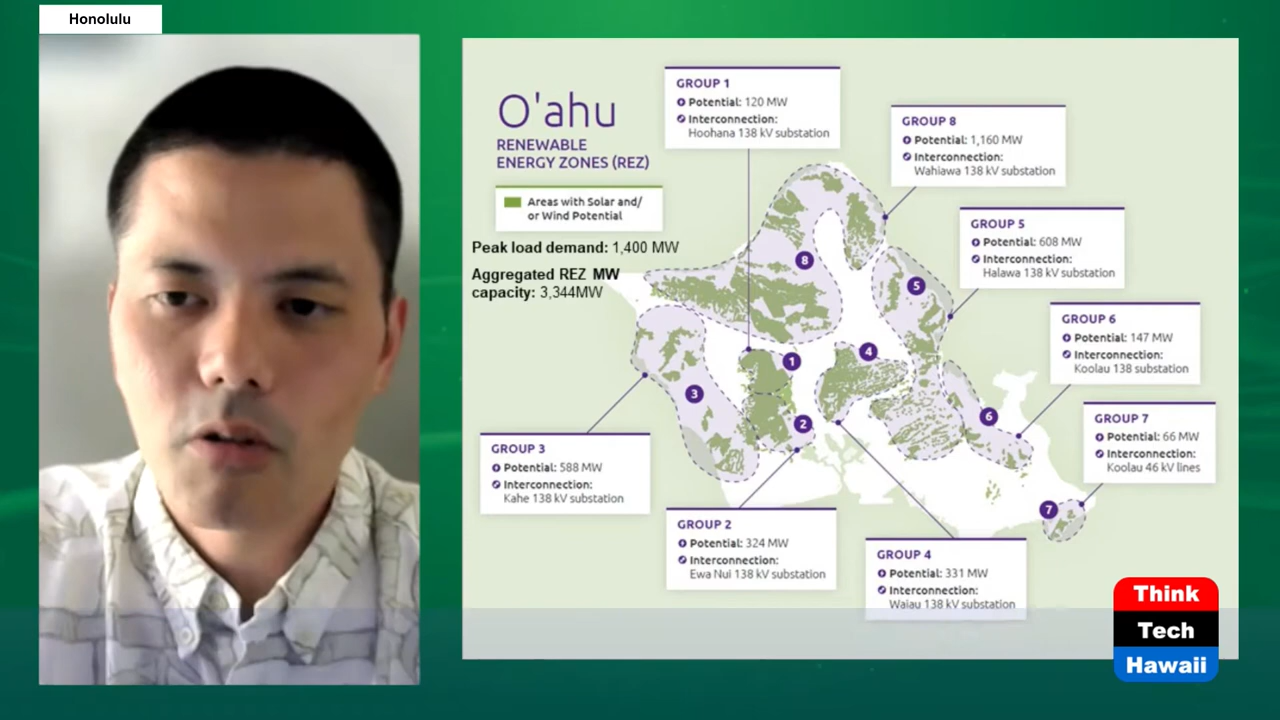 Honolulu
O'ahu
RENEWABLE
ENERGY ZONES (REZ)
Areas with Solar and/
or Wind Potential
Peak load demand: 1,400 MW
Aggregated REZ MW
capacity: 3,344MW
GROUP 1
Potential: 120 MW
Interconnection:
Hoohana 138 kV substation
GROUP 8
Potential: 1,160 MW
Interconnection:
Wahiawa 138 kV substation
GROUP 5
Potential: 608 MW
Interconnection:
Halawa 138 kV substation
GROUP 6
Potential: 147 MW
Interconnection:
Koolau 138 substation
GROUP 7
Potential: 66 MW
Interconnection:
Koolau 46 kV lines
GROUP 3
Potential: 588 MW
Interconnection:
Kahe 138 kV substation
GROUP 2
Potential: 324 MW
Interconnection:
Ewa Nui 138 kV substation
GROUP 4
Potential: 331 MW
Interconnection:
Waiau 138 kV substation
8
5
4
1
3
2
6
7
Think
Tech
Hawaii